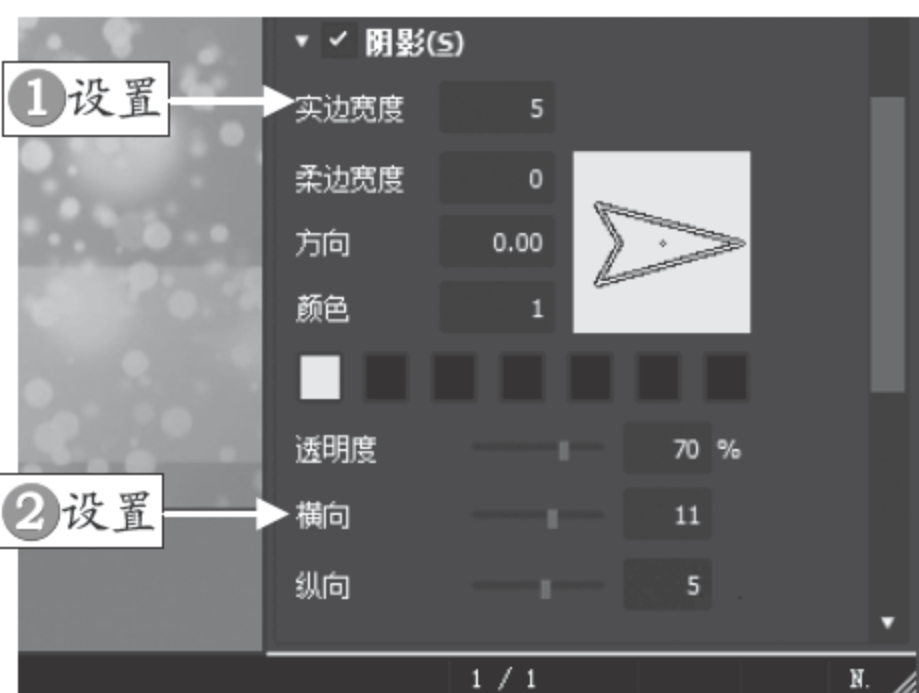 阴影(S)
①设置
实边宽度 5
柔边宽度 0
方向 0.00
颜色 1
透明度 70 %
②设置
横向 11
纵向 5
1 / 1 N.